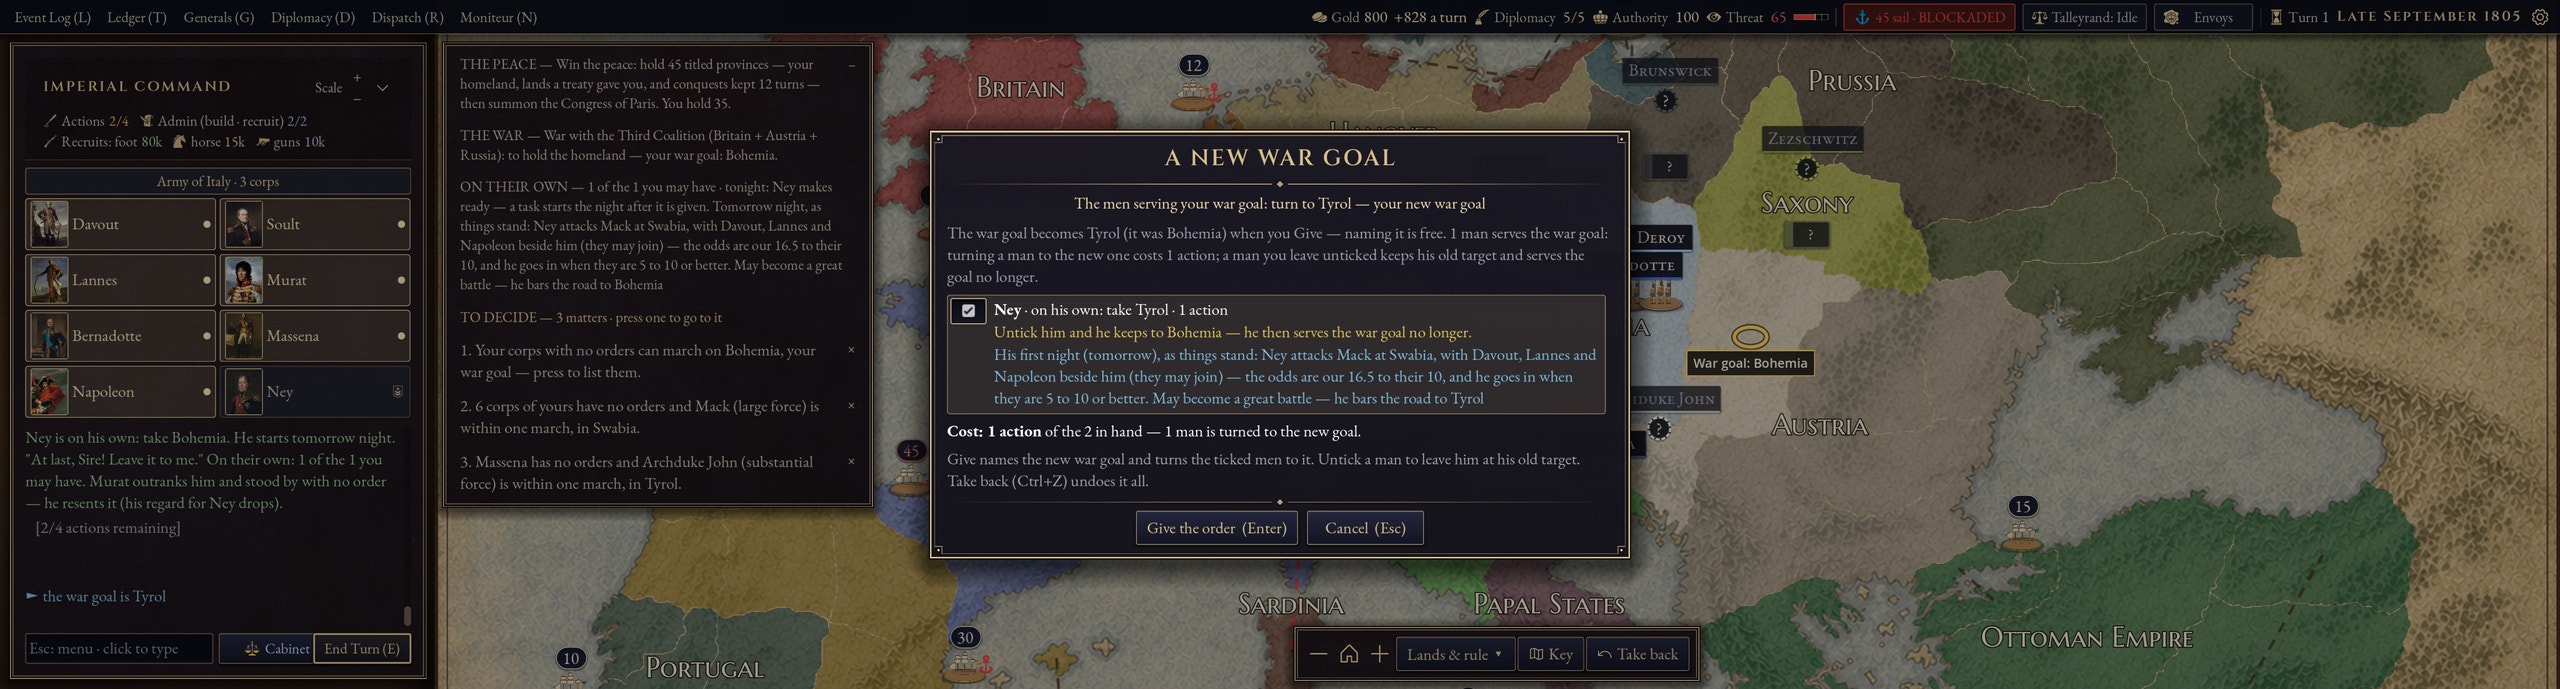 Event Log (L) Ledger (T) Generals (G) Diplomacy (D) Dispatch (R) Moniteur (N)
Gold 800 +828 a turn Diplomacy 5/5 Authority 100 Threat 65 45 sail · BLOCKADED Talleyrand: Idle Envoys Turn 1 LATE SEPTEMBER 1805
IMPERIAL COMMAND
Scale + −
Actions 2/4 Admin (build · recruit) 2/2
Recruits: foot 80k horse 15k guns 10k
Army of Italy · 3 corps
Davout Soult
Lannes Murat
Bernadotte Massena
Napoleon Ney
Ney is on his own: take Bohemia. He starts tomorrow night.
"At last, Sire! Leave it to me." On their own: 1 of the 1 you
may have. Murat outranks him and stood by with no order
— he resents it (his regard for Ney drops).
[2/4 actions remaining]
► the war goal is Tyrol
Esc: menu · click to type Cabinet End Turn (E)
THE PEACE — Win the peace: hold 45 titled provinces — your
homeland, lands a treaty gave you, and conquests kept 12 turns —
then summon the Congress of Paris. You hold 35.
THE WAR — War with the Third Coalition (Britain + Austria +
Russia): to hold the homeland — your war goal: Bohemia.
ON THEIR OWN — 1 of the 1 you may have · tonight: Ney makes
ready — a task starts the night after it is given. Tomorrow night, as
things stand: Ney attacks Mack at Swabia, with Davout, Lannes and
Napoleon beside him (they may join) — the odds are our 16.5 to their
10, and he goes in when they are 5 to 10 or better. May become a great
battle — he bars the road to Bohemia
TO DECIDE — 3 matters · press one to go to it
1. Your corps with no orders can march on Bohemia, your ×
war goal — press to list them.
2. 6 corps of yours have no orders and Mack (large force) is ×
within one march, in Swabia.
3. Massena has no orders and Archduke John (substantial ×
force) is within one march, in Tyrol.
A NEW WAR GOAL
The men serving your war goal: turn to Tyrol — your new war goal
The war goal becomes Tyrol (it was Bohemia) when you Give — naming it is free. 1 man serves the war goal:
turning a man to the new one costs 1 action; a man you leave unticked keeps his old target and serves the
goal no longer.
Ney · on his own: take Tyrol · 1 action
Untick him and he keeps to Bohemia — he then serves the war goal no longer.
His first night (tomorrow), as things stand: Ney attacks Mack at Swabia, with Davout, Lannes and
Napoleon beside him (they may join) — the odds are our 16.5 to their 10, and he goes in when
they are 5 to 10 or better. May become a great battle — he bars the road to Tyrol
Cost: 1 action of the 2 in hand — 1 man is turned to the new goal.
Give names the new war goal and turns the ticked men to it. Untick a man to leave him at his old target.
Take back (Ctrl+Z) undoes it all.
Give the order (Enter) Cancel (Esc)
BRITAIN
12
BRUNSWICK
?
PRUSSIA
ZEZSCHWITZ
?
?
SAXONY
?
DEROY
DOTTE
War goal: Bohemia
HDUKE JOHN
?
AUSTRIA
45
15
SARDINIA
PAPAL STATES
30
10
PORTUGAL
OTTOMAN EMPIRE
− + Lands & rule ▾ Key Take back